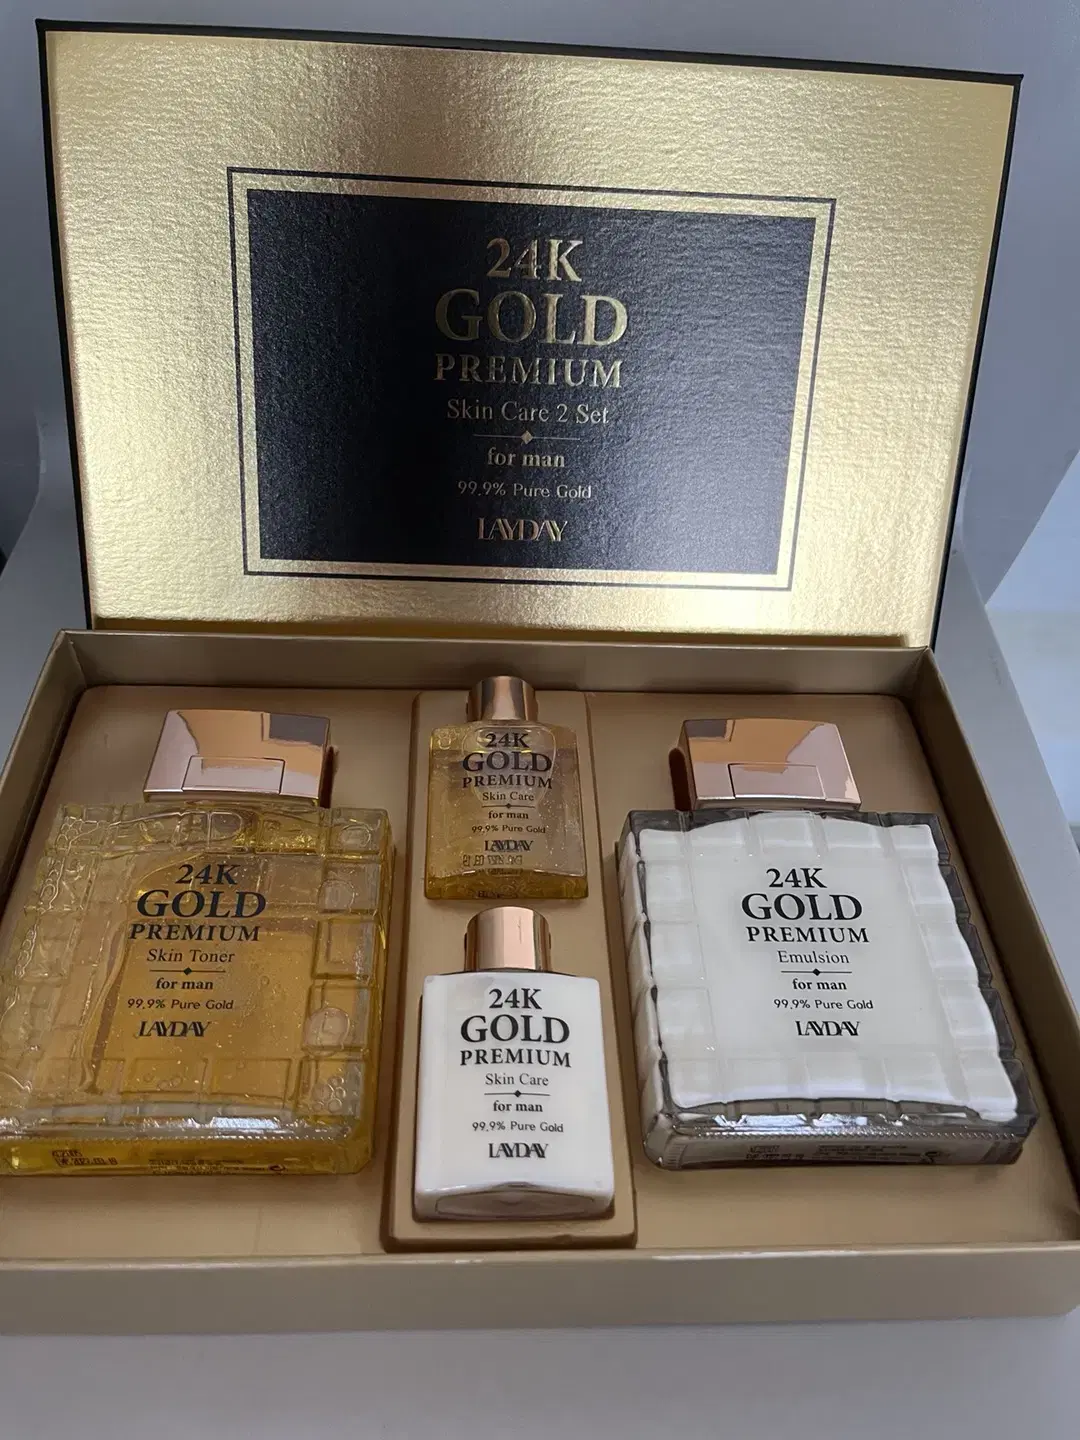 24K
GOLD
PREMIUM
Skin Care 2 Set
for man
99.9% Pure Gold
LAYDAY
24K
GOLD
PREMIUM
Skin Care
for man
99.9% Pure Gold
LAYDAY
24K
GOLD
PREMIUM
Skin Toner
for man
99.9% Pure Gold
LAYDAY
24K
GOLD
PREMIUM
Emulsion
for man
99.9% Pure Gold
LAYDAY
24K
GOLD
PREMIUM
Skin Care
for man
99.9% Pure Gold
LAYDAY